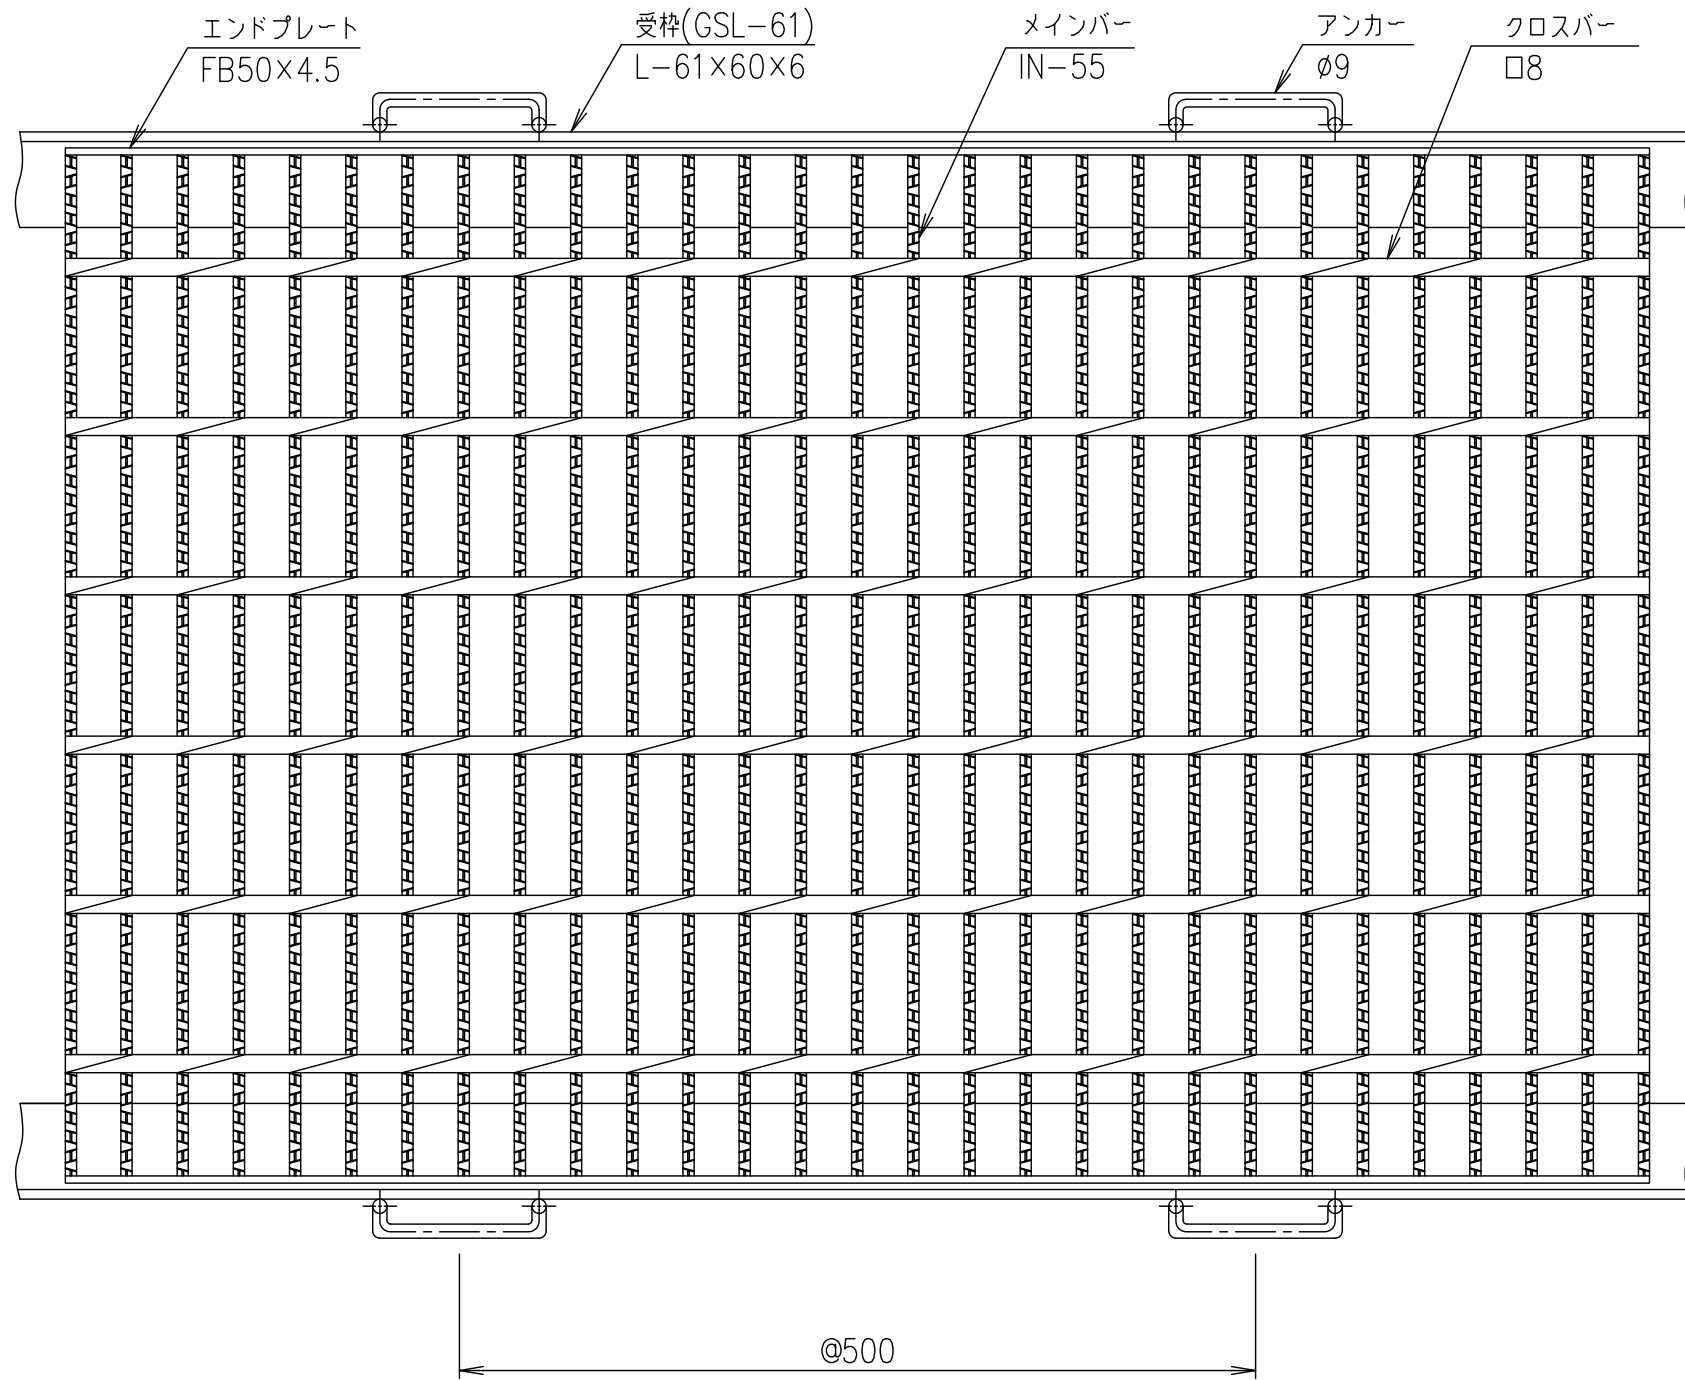 エンドプレート
FB50×4.5
受枠(GSL-61)
L-61×60×6
メインバー
IN-55
アンカー
ø9
クロスバー
□8
@500